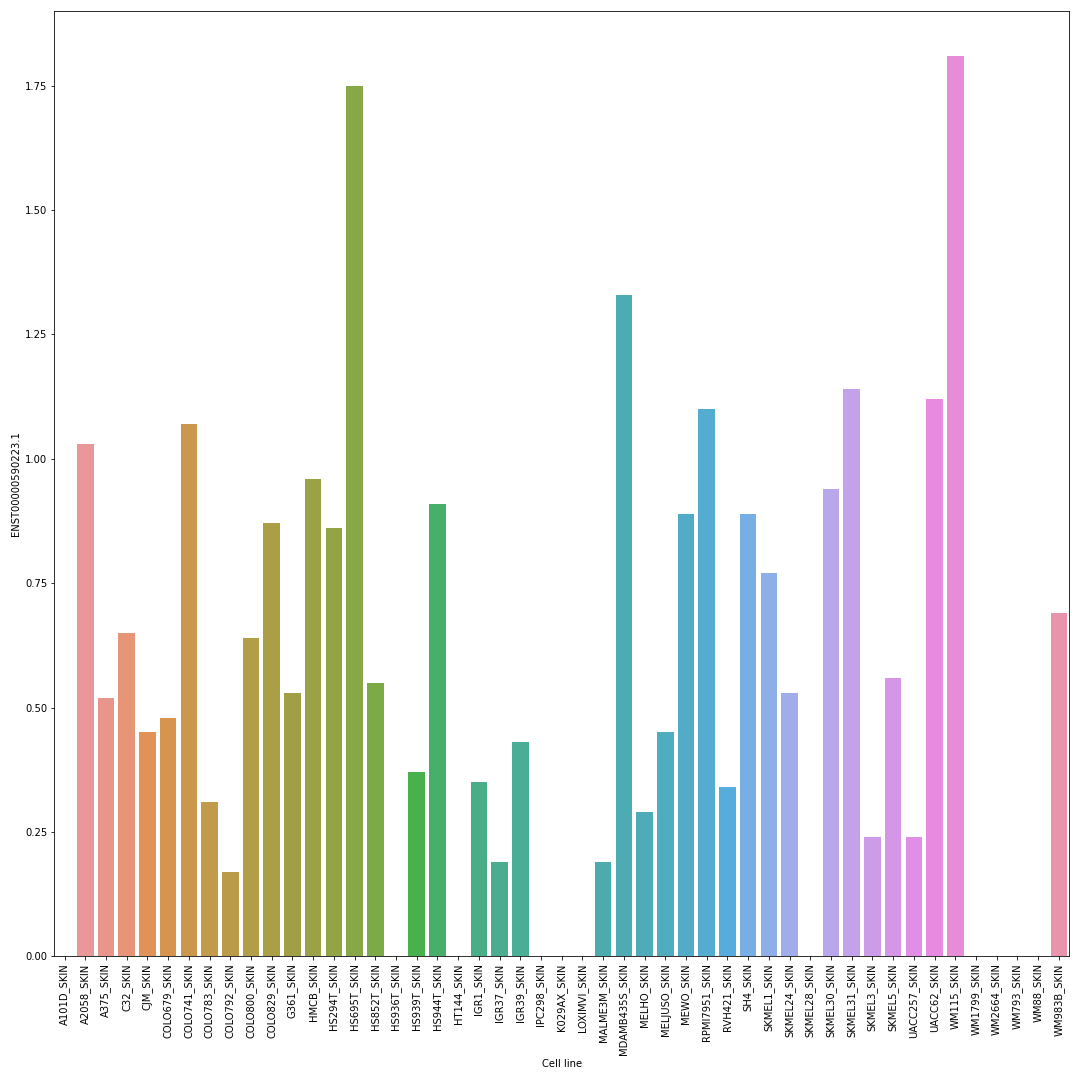 1.75
1.50
1.25
1.00
0.75
0.50
0.25
0.00
ENST00000590223.1
A101D_SKIN
A2058_SKIN
A375_SKIN
C32_SKIN
CJM_SKIN
COLO679_SKIN
COLO741_SKIN
COLO783_SKIN
COLO792_SKIN
COLO800_SKIN
COLO829_SKIN
G361_SKIN
HMCB_SKIN
HS294T_SKIN
HS695T_SKIN
HS852T_SKIN
HS936T_SKIN
HS939T_SKIN
HS944T_SKIN
HT144_SKIN
IGR1_SKIN
IGR37_SKIN
IGR39_SKIN
IPC298_SKIN
K029AX_SKIN
LOXIMVI_SKIN
MALME3M_SKIN
MDAMB435S_SKIN
MELHO_SKIN
MELJUSO_SKIN
MEWO_SKIN
RPMI7951_SKIN
RVH421_SKIN
SH4_SKIN
SKMEL1_SKIN
SKMEL24_SKIN
SKMEL28_SKIN
SKMEL30_SKIN
SKMEL31_SKIN
SKMEL3_SKIN
SKMEL5_SKIN
UACC257_SKIN
UACC62_SKIN
WM115_SKIN
WM1799_SKIN
WM2664_SKIN
WM793_SKIN
WM88_SKIN
WM983B_SKIN
Cell line